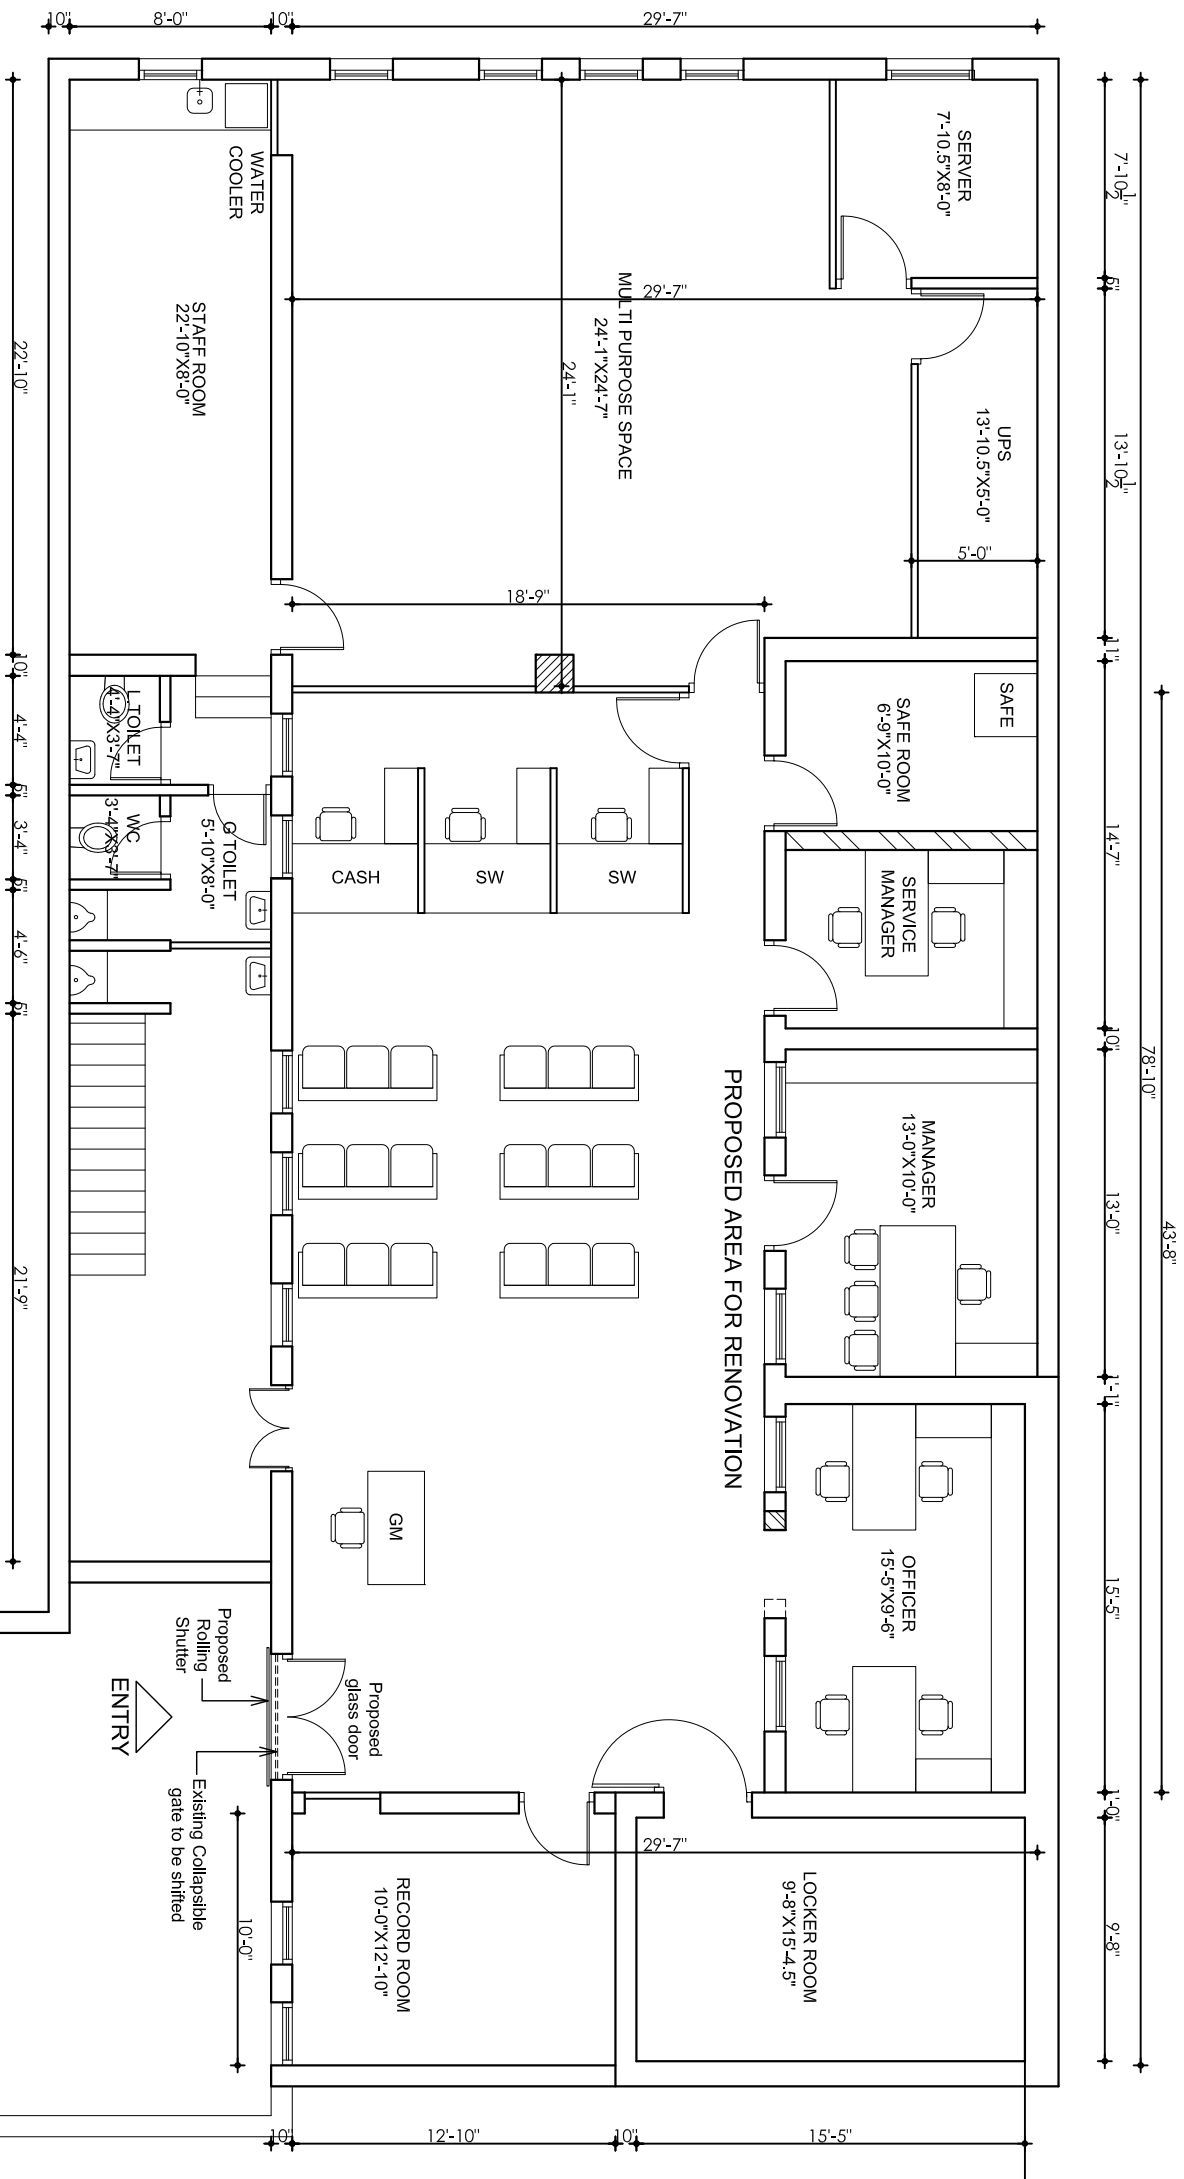 10"
8'-0"
10"
29'-7"
SERVER
7'-10.5"X8'-0"
7'-10 1/2"
WATER
COOLER
5"
MULTI PURPOSE SPACE
24'-1"X24'-7"
29'-7"
STAFF ROOM
22'-10"X8'-0"
22'-10"
24'-1"
UPS
13'-10.5"X5'-0"
13'-10 1/2"
5'-0"
18'-9"
10"
11"
SAFE
SAFE ROOM
6'-9"X10'-0"
L TOILET
4'-4"X3'-7"
4'-4"
5"
WC
3'-4"X3'-7"
3'-4"
G TOILET
5'-10"X8'-0"
14'-7"
CASH
SW
SW
SERVICE
MANAGER
5"
4'-6"
5"
10"
78'-10"
PROPOSED AREA FOR RENOVATION
MANAGER
13'-0"X10'-0"
13'-0"
43'-8"
21'-9"
1'-1"
GM
OFFICER
15'-5"X9'-6"
15'-5"
Proposed
Rolling
Shutter
ENTRY
Proposed
glass door
Existing Collapsible
gate to be shifted
1'-0"
29'-7"
RECORD ROOM
10'-0"X12'-10"
10'-0"
LOCKER ROOM
9'-8"X15'-4.5"
9'-8"
10"
12'-10"
10"
15'-5"